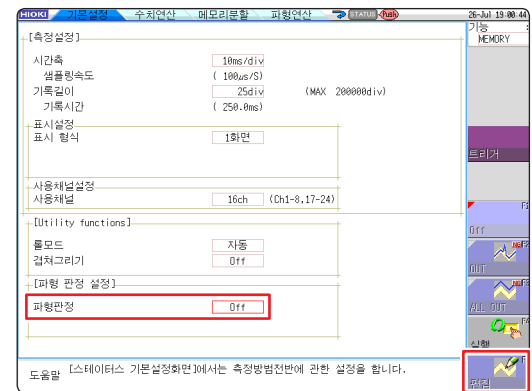 HIOKI 기본설정 수치연산 메모리분할 파형연산 STATUS Push 26-Jul 19:00:44
기능 :
MEMORY
[측정설정]
시간축 10ms/div
샘플링속도 ( 100㎲/S)
기록길이 25div (MAX 200000div)
기록시간 ( 250.0ms)
표시설정
표시 형식 1화면
트리거
사용채널설정
사용채널 16ch (Ch1-8,17-24)
F1
Off
[Utility functions]
롤모드 자동
겹쳐그리기 Off
OUT
[파형 판정 설정]
파형판정 Off
ALL OUT
실행
도움말 [스테이터스 기본설정화면]에서는 측정방법전반에 관한 설정을 합니다.
편집